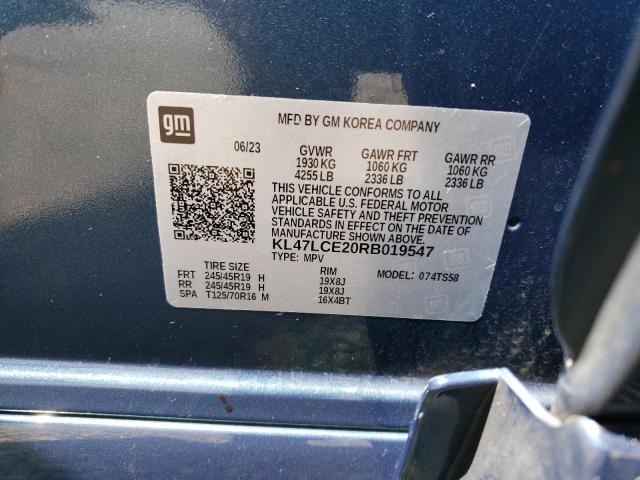 gm
MFD BY GM KOREA COMPANY
06/23 GVWR GAWR FRT GAWR RR
1930 KG 1060 KG 1060 KG
4255 LB 2336 LB 2336 LB
THIS VEHICLE CONFORMS TO ALL
APPLICABLE U.S. FEDERAL MOTOR
VEHICLE SAFETY AND THEFT PREVENTION
STANDARDS IN EFFECT ON THE DATE OF
MANUFACTURE SHOWN ABOVE.
KL47LCE20RB019547
TYPE: MPV
TIRE SIZE RIM MODEL: 074TS58
FRT 245/45R19 H 19X8J
RR 245/45R19 H 19X8J
SPA T125/70R16 M 16X4BT